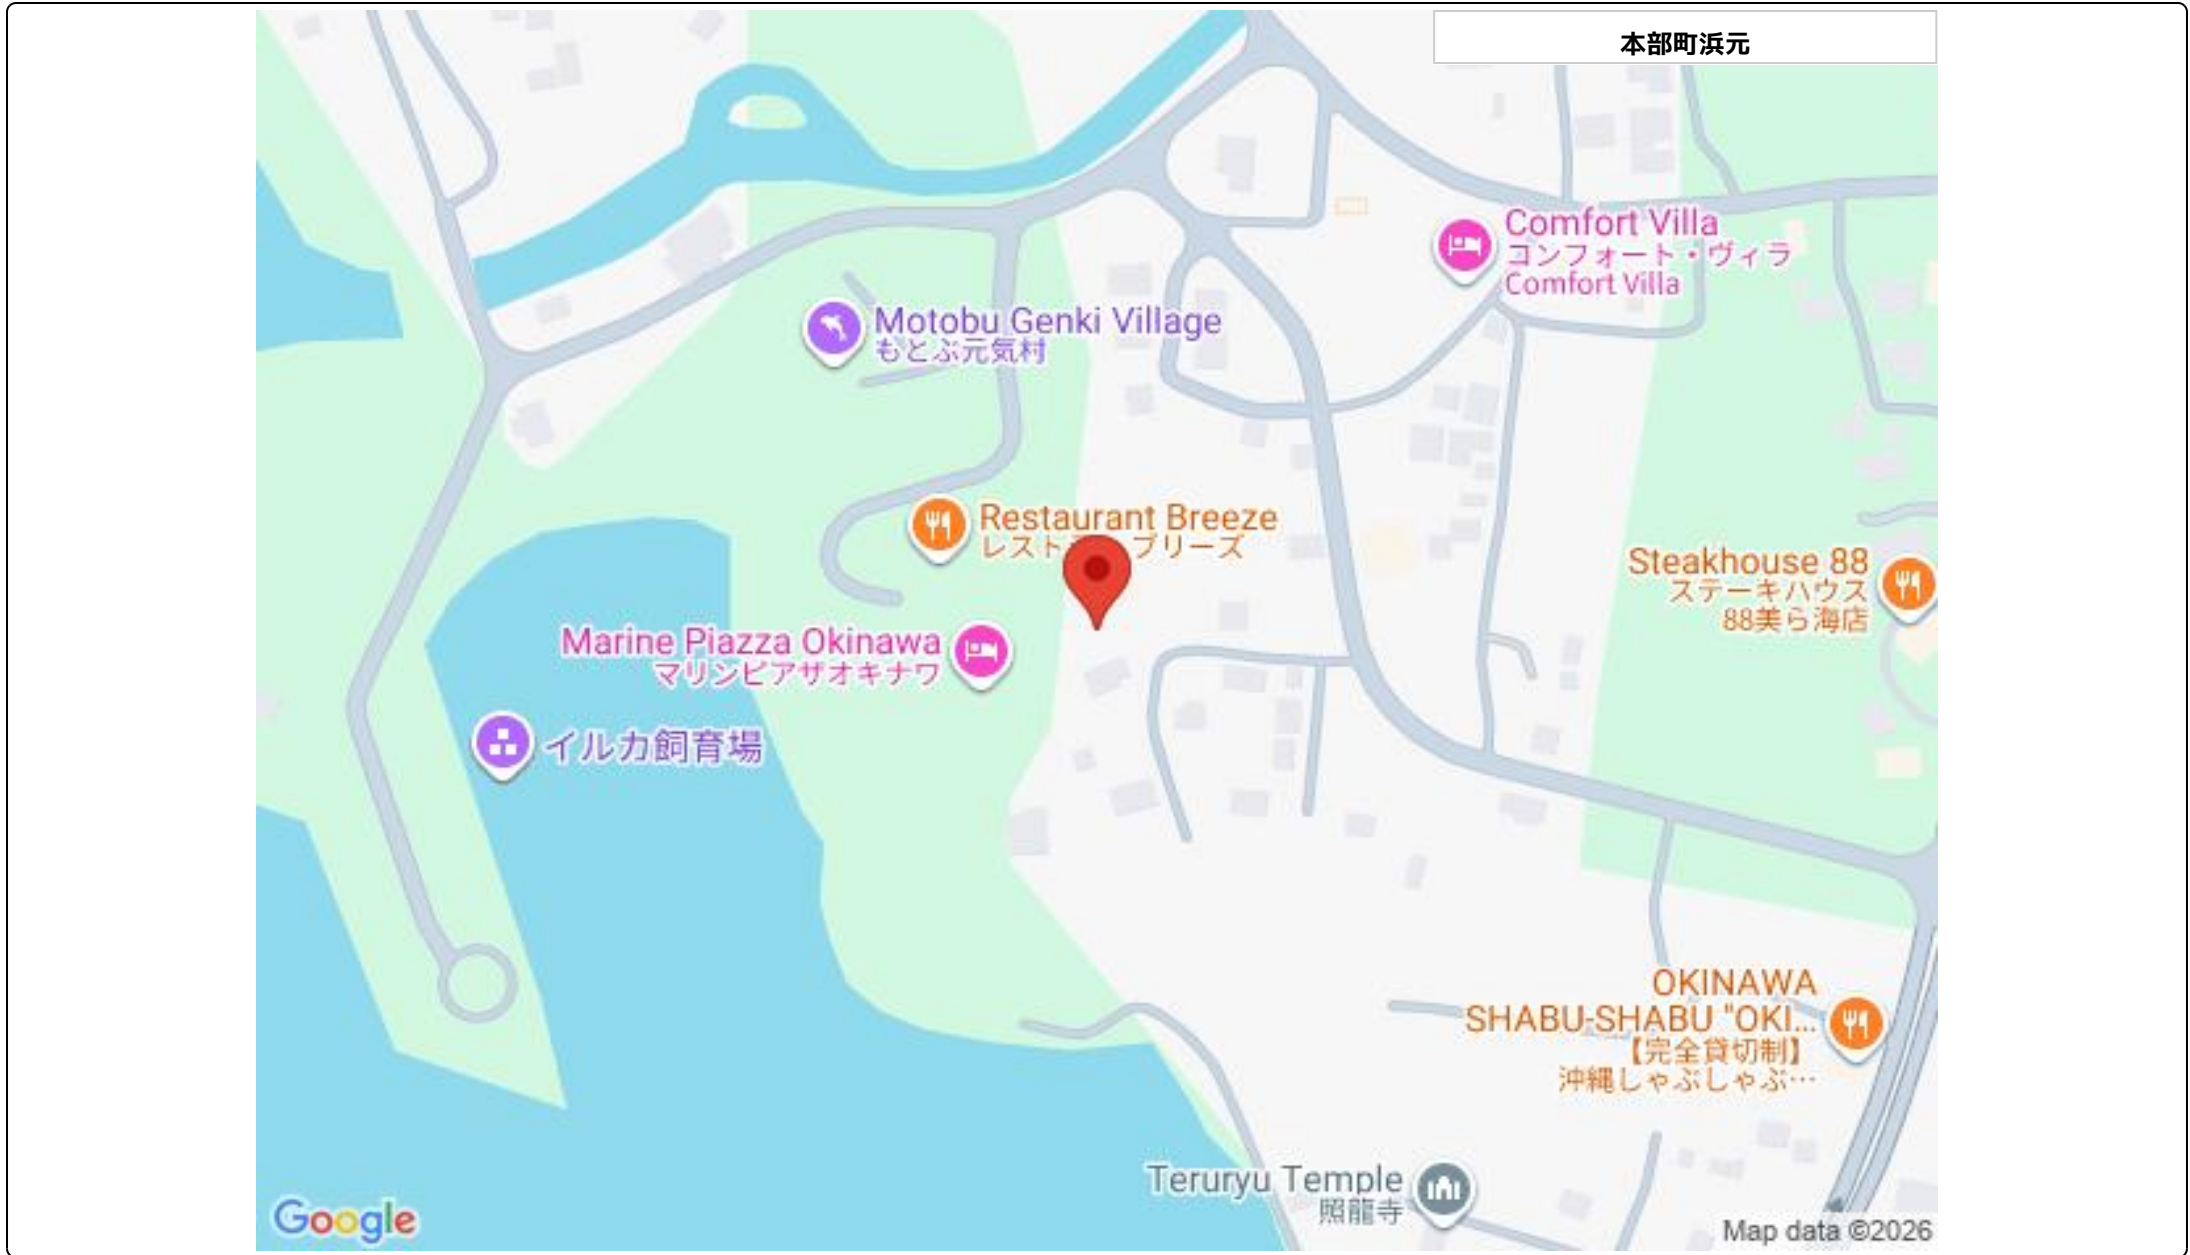 本部町浜元
Comfort Villa
コンフォート・ヴィラ
Comfort Villa
Motobu Genki Village
もとぶ元気村
Restaurant Breeze
レスト
ブリーズ
Steakhouse 88
ステーキハウス
88美ら海店
Marine Piazza Okinawa
マリンピアザオキナワ
イルカ飼育場
OKINAWA
SHABU-SHABU "OKI...
【完全貸切制】
沖縄しゃぶしゃぶ…
Teruryu Temple
照龍寺
Google
Map data ©2026